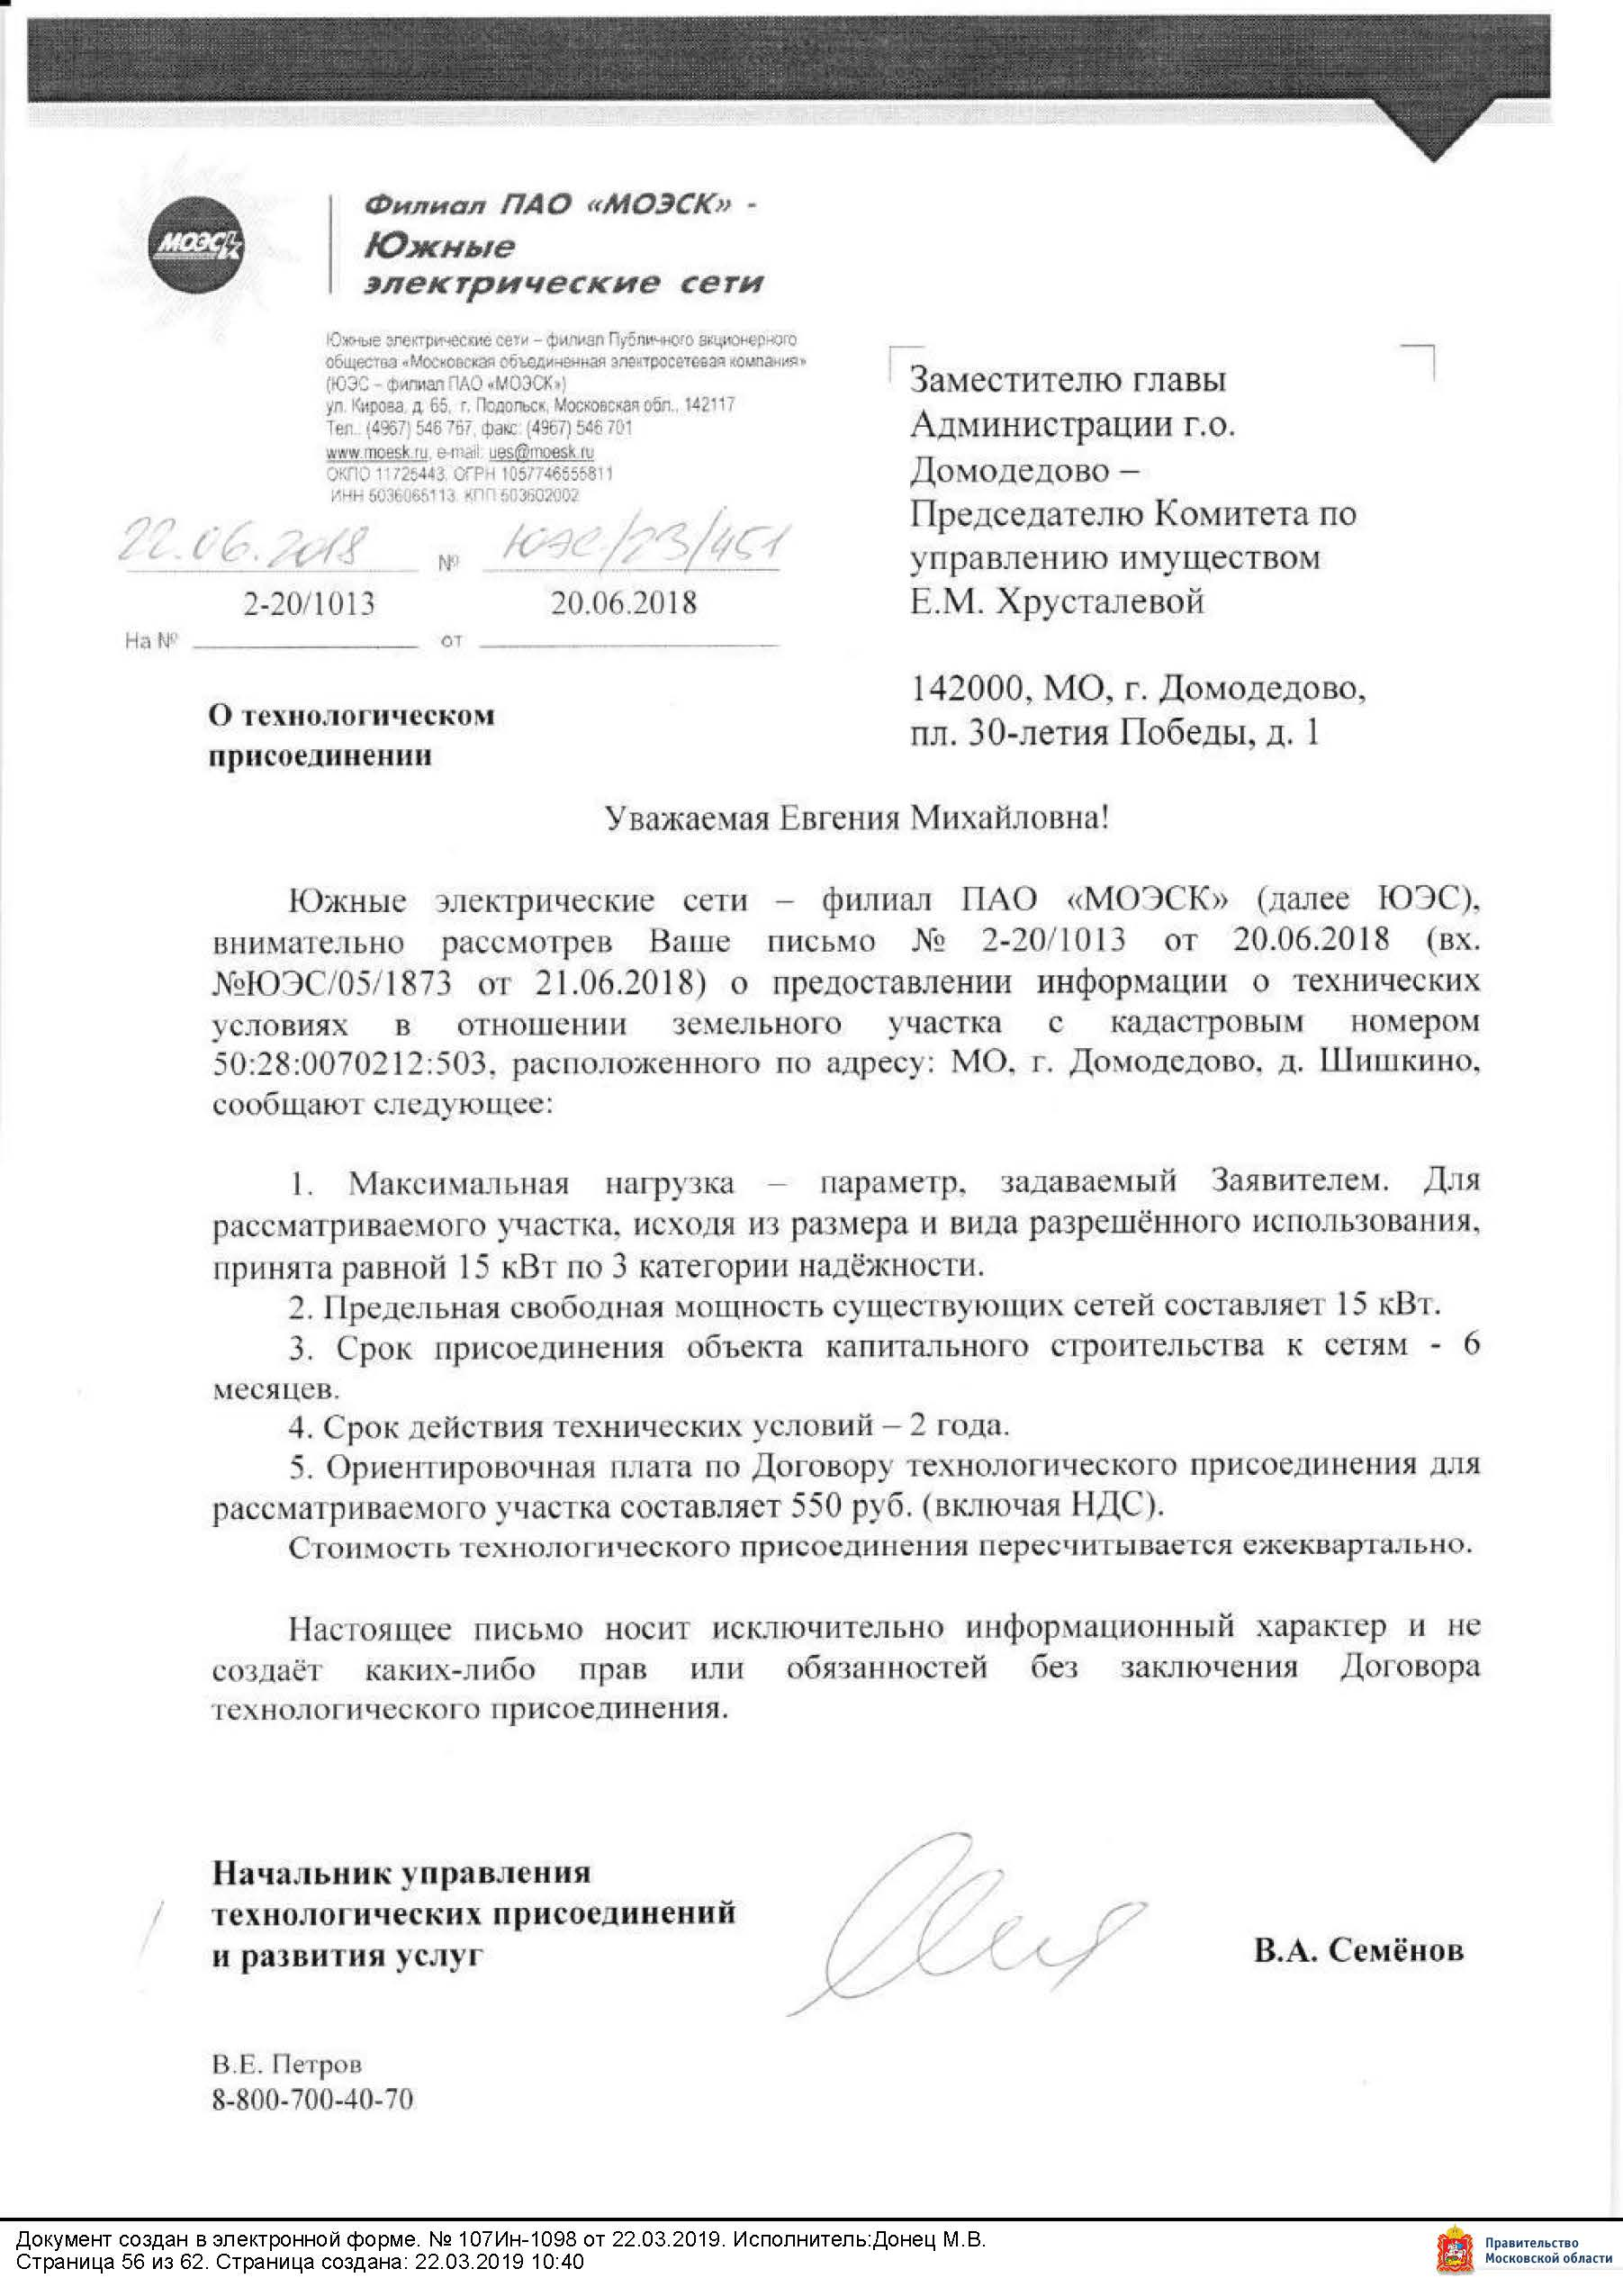 МОЭСК
Филиал ПАО «МОЭСК» -
Южные
электрические сети
Южные электрические сети – филиал Публичного акционерного
общества «Московская объединенная электросетевая компания»
(ЮЭС – филиал ПАО «МОЭСК»)
ул. Кирова, д. 65, г. Подольск, Московская обл., 142117
Тел.: (4967) 546 767, факс: (4967) 546 701
www.moesk.ru, e-mail: ues@moesk.ru
ОКПО 11725443, ОГРН 1057746555811
ИНН 5036065113, КПП 503602002
22.06.2018 № ЮЭС/23/451
2-20/1013 20.06.2018
На № от
Заместителю главы
Администрации г.о.
Домодедово –
Председателю Комитета по
управлению имуществом
Е.М. Хрусталевой
142000, МО, г. Домодедово,
пл. 30-летия Победы, д. 1
О технологическом
присоединении
Уважаемая Евгения Михайловна!
Южные электрические сети – филиал ПАО «МОЭСК» (далее ЮЭС),
внимательно рассмотрев Ваше письмо № 2-20/1013 от 20.06.2018 (вх.
№ЮЭС/05/1873 от 21.06.2018) о предоставлении информации о технических
условиях в отношении земельного участка с кадастровым номером
50:28:0070212:503, расположенного по адресу: МО, г. Домодедово, д. Шишкино,
сообщают следующее:
1. Максимальная нагрузка – параметр, задаваемый Заявителем. Для
рассматриваемого участка, исходя из размера и вида разрешённого использования,
принята равной 15 кВт по 3 категории надёжности.
2. Предельная свободная мощность существующих сетей составляет 15 кВт.
3. Срок присоединения объекта капитального строительства к сетям - 6
месяцев.
4. Срок действия технических условий – 2 года.
5. Ориентировочная плата по Договору технологического присоединения для
рассматриваемого участка составляет 550 руб. (включая НДС).
Стоимость технологического присоединения пересчитывается ежеквартально.
Настоящее письмо носит исключительно информационный характер и не
создаёт каких-либо прав или обязанностей без заключения Договора
технологического присоединения.
Начальник управления
технологических присоединений
и развития услуг
В.А. Семёнов
В.Е. Петров
8-800-700-40-70
Документ создан в электронной форме. № 107Ин-1098 от 22.03.2019. Исполнитель:Донец М.В.
Страница 56 из 62. Страница создана: 22.03.2019 10:40
Правительство
Московской области